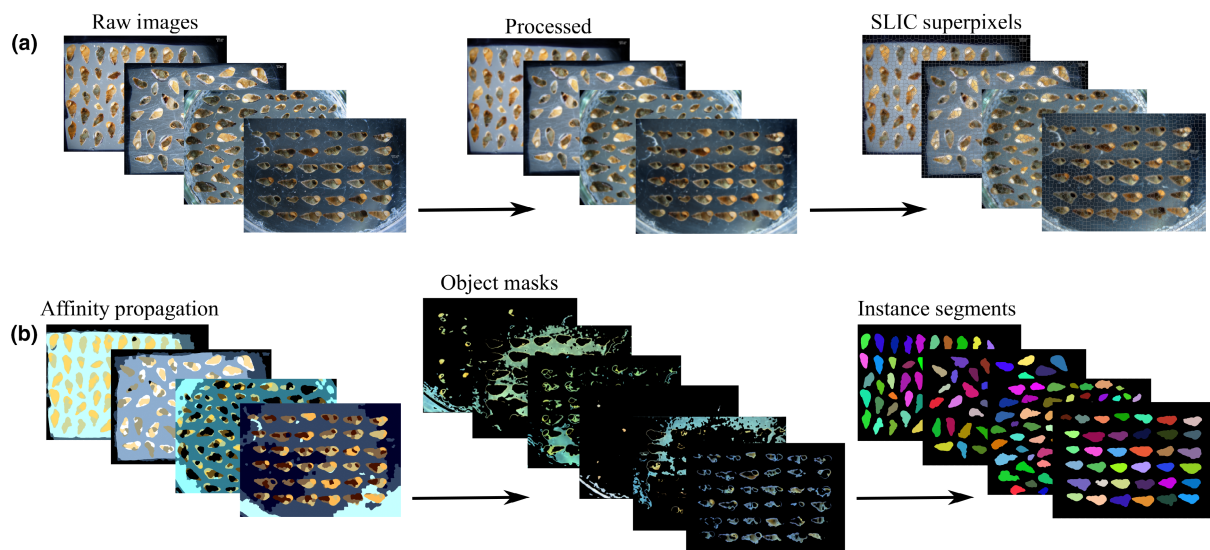 (a)
Raw images
Processed
SLIC superpixels
(b)
Affinity propagation
Object masks
Instance segments